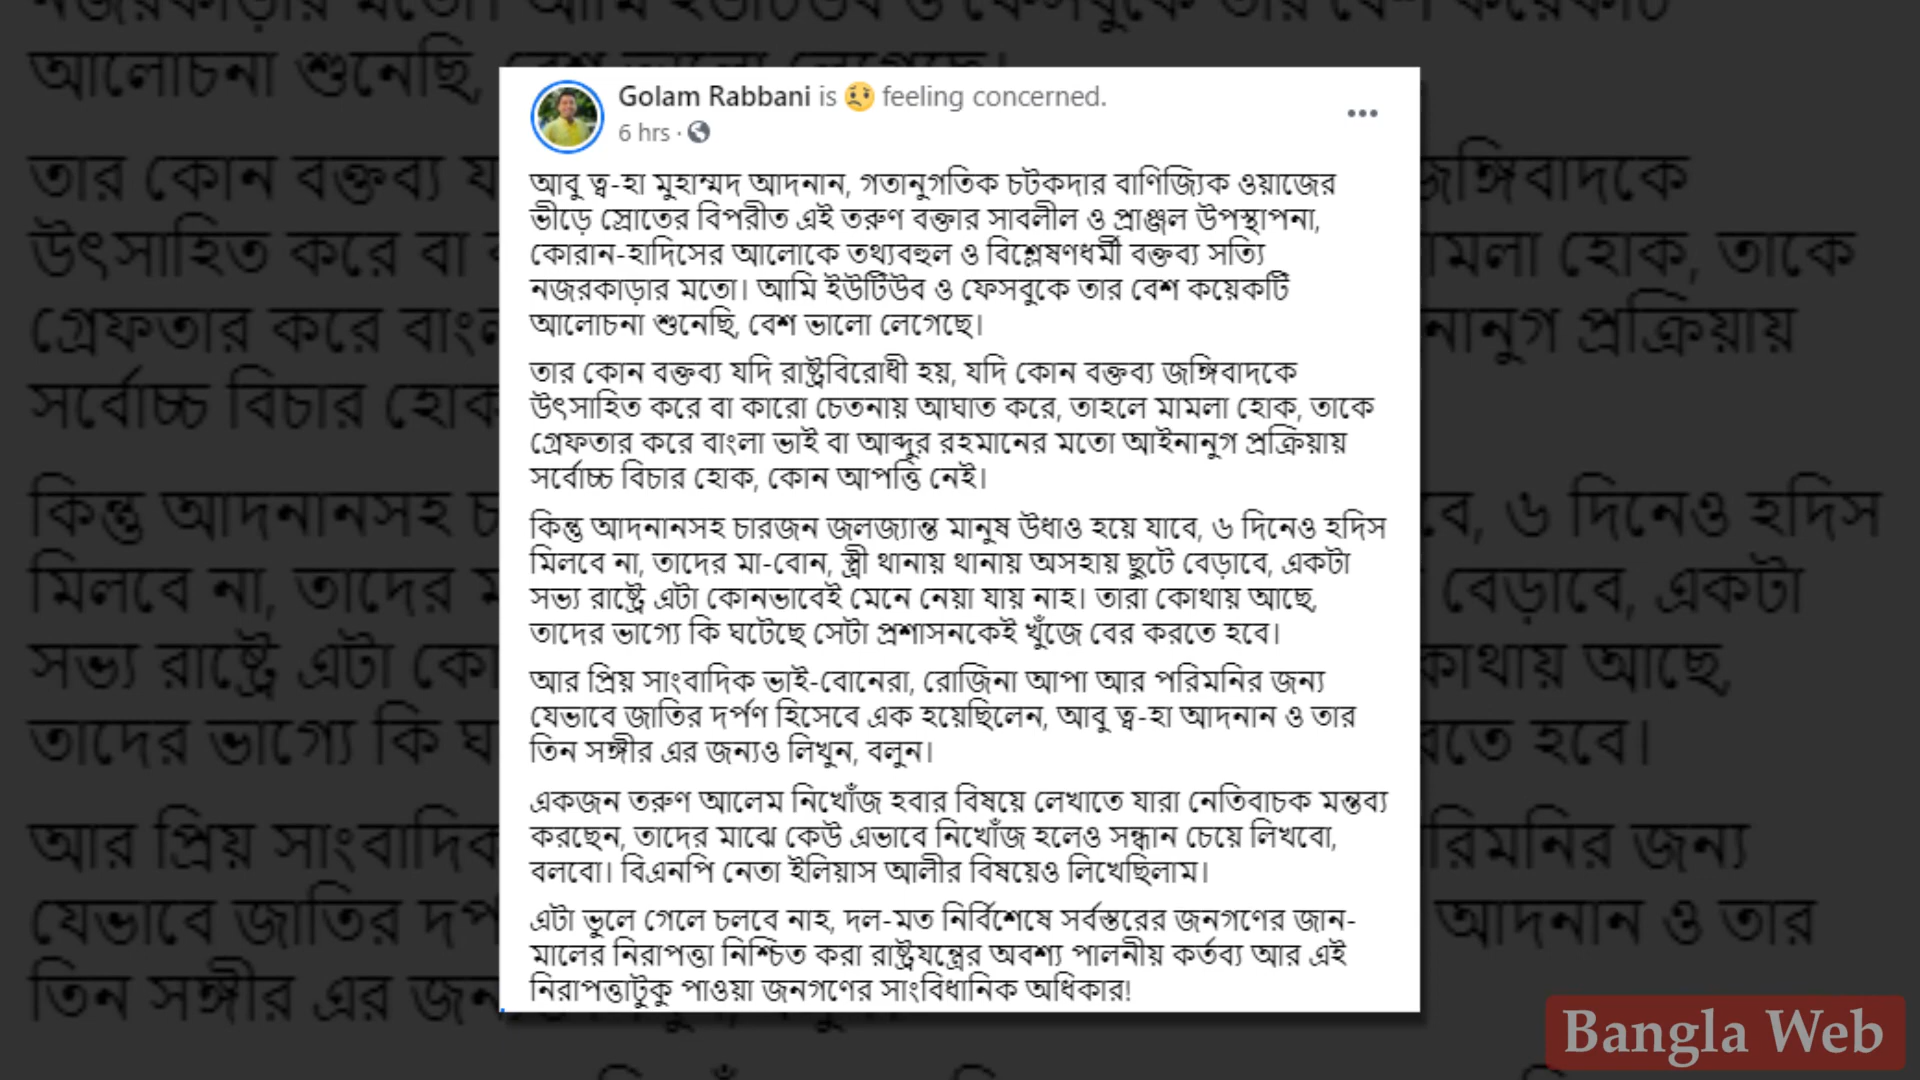 Golam Rabbani is 😟 feeling concerned.
6 hrs ·
আবু ত্ব-হা মুহাম্মদ আদনান, গতানুগতিক চটকদার বাণিজ্যিক ওয়াজের
ভীড়ে স্রোতের বিপরীত এই তরুণ বক্তার সাবলীল ও প্রাঞ্জল উপস্থাপনা,
কোরান-হাদিসের আলোকে তথ্যবহুল ও বিশ্লেষণধর্মী বক্তব্য সত্যি
নজরকাড়ার মতো। আমি ইউটিউব ও ফেসবুকে তার বেশ কয়েকটি
আলোচনা শুনেছি, বেশ ভালো লেগেছে।
তার কোন বক্তব্য যদি রাষ্ট্রবিরোধী হয়, যদি কোন বক্তব্য জঙ্গিবাদকে
উৎসাহিত করে বা কারো চেতনায় আঘাত করে, তাহলে মামলা হোক, তাকে
গ্রেফতার করে বাংলা ভাই বা আব্দুর রহমানের মতো আইনানুগ প্রক্রিয়ায়
সর্বোচ্চ বিচার হোক, কোন আপত্তি নেই।
কিন্তু আদনানসহ চারজন জলজ্যান্ত মানুষ উধাও হয়ে যাবে, ৬ দিনেও হদিস
মিলবে না, তাদের মা-বোন, স্ত্রী থানায় থানায় অসহায় ছুটে বেড়াবে, একটা
সভ্য রাষ্ট্রে এটা কোনভাবেই মেনে নেয়া যায় নাহ। তারা কোথায় আছে,
তাদের ভাগ্যে কি ঘটেছে সেটা প্রশাসনকেই খুঁজে বের করতে হবে।
আর প্রিয় সাংবাদিক ভাই-বোনেরা, রোজিনা আপা আর পরিমনির জন্য
যেভাবে জাতির দর্পণ হিসেবে এক হয়েছিলেন, আবু ত্ব-হা আদনান ও তার
তিন সঙ্গীর এর জন্যও লিখুন, বলুন।
একজন তরুণ আলেম নিখোঁজ হবার বিষয়ে লেখাতে যারা নেতিবাচক মন্তব্য
করছেন, তাদের মাঝে কেউ এভাবে নিখোঁজ হলেও সন্ধান চেয়ে লিখবো,
বলবো। বিএনপি নেতা ইলিয়াস আলীর বিষয়েও লিখেছিলাম।
এটা ভুলে গেলে চলবে নাহ, দল-মত নির্বিশেষে সর্বস্তরের জনগণের জান-
মালের নিরাপত্তা নিশ্চিত করা রাষ্ট্রযন্ত্রের অবশ্য পালনীয় কর্তব্য আর এই
নিরাপত্তাটুকু পাওয়া জনগণের সাংবিধানিক অধিকার!
Bangla Web